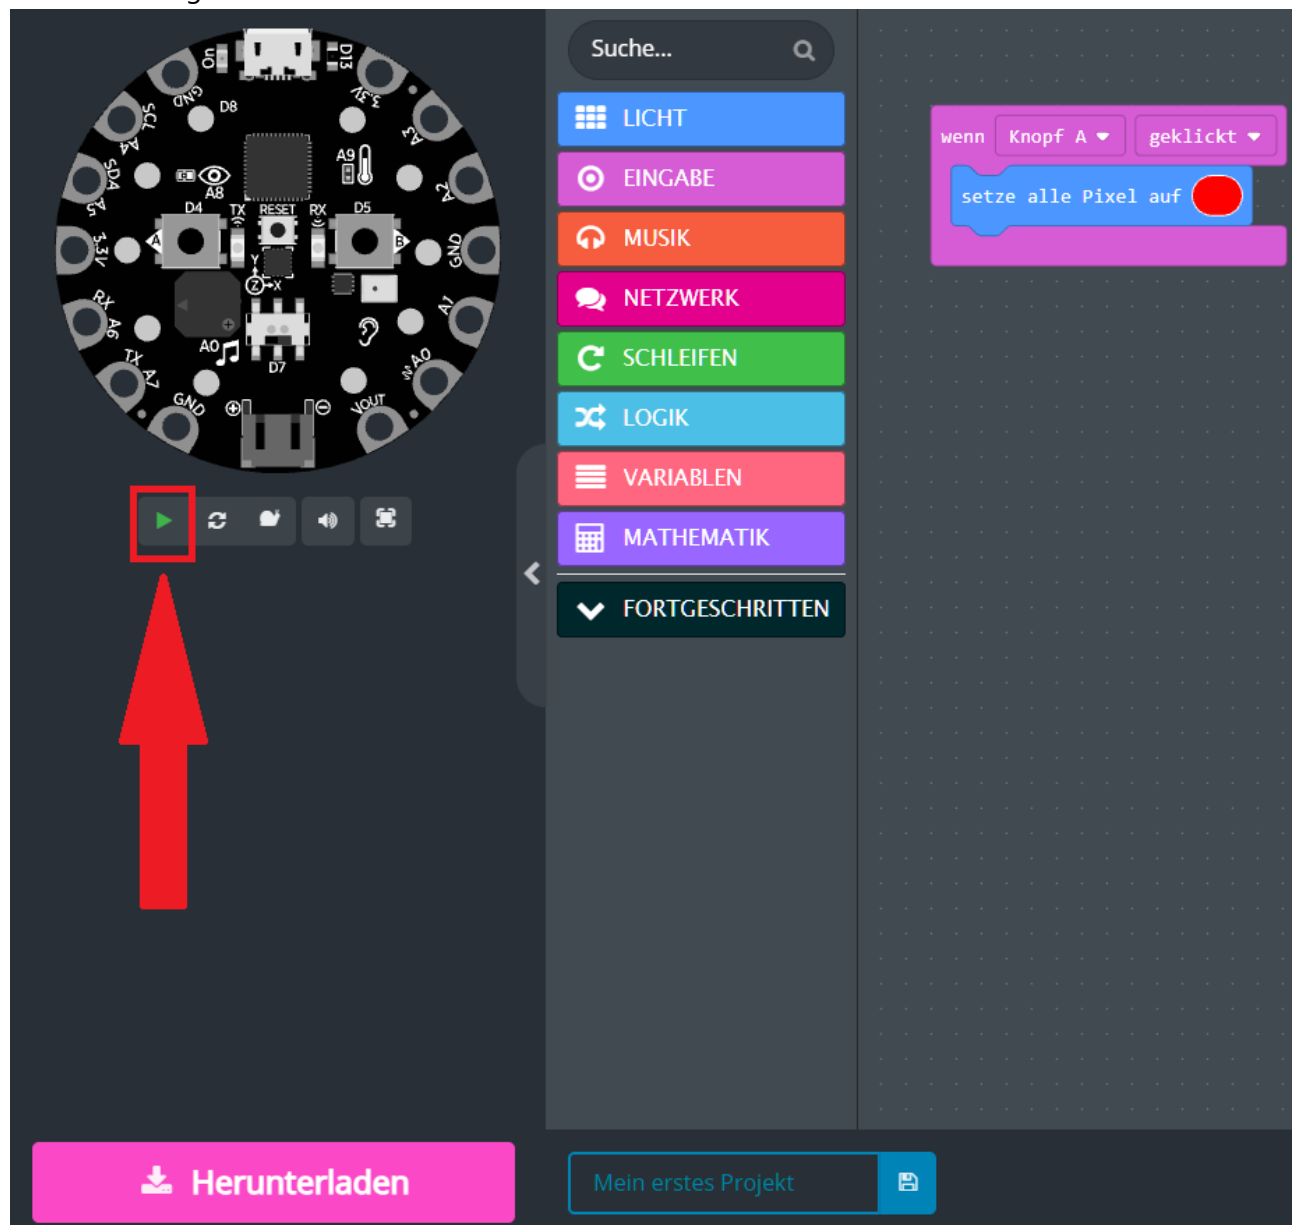 On
D13
GND
3.3V
SCL
A4
D8
A3
SDA
A5
A8
A9
A2
D4
TX
RESET
RX
D5
3.3V
A
B
GND
Y
Z
X
RX
A6
A1
A0
D7
TX
A7
A0
GND
VOUT
Suche...
LICHT
EINGABE
MUSIK
NETZWERK
SCHLEIFEN
LOGIK
VARIABLEN
MATHEMATIK
FORTGESCHRITTEN
wenn Knopf A geklickt
setze alle Pixel auf
Herunterladen
Mein erstes Projekt